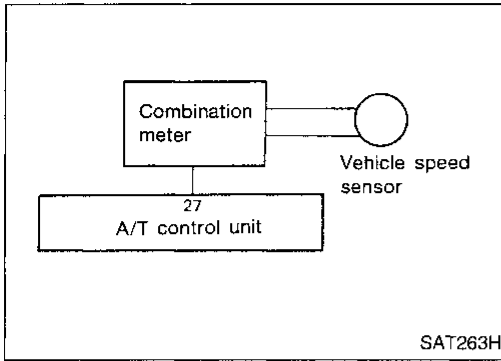 Combination
meter
Vehicle speed
sensor
27
A/T control unit
SAT263H